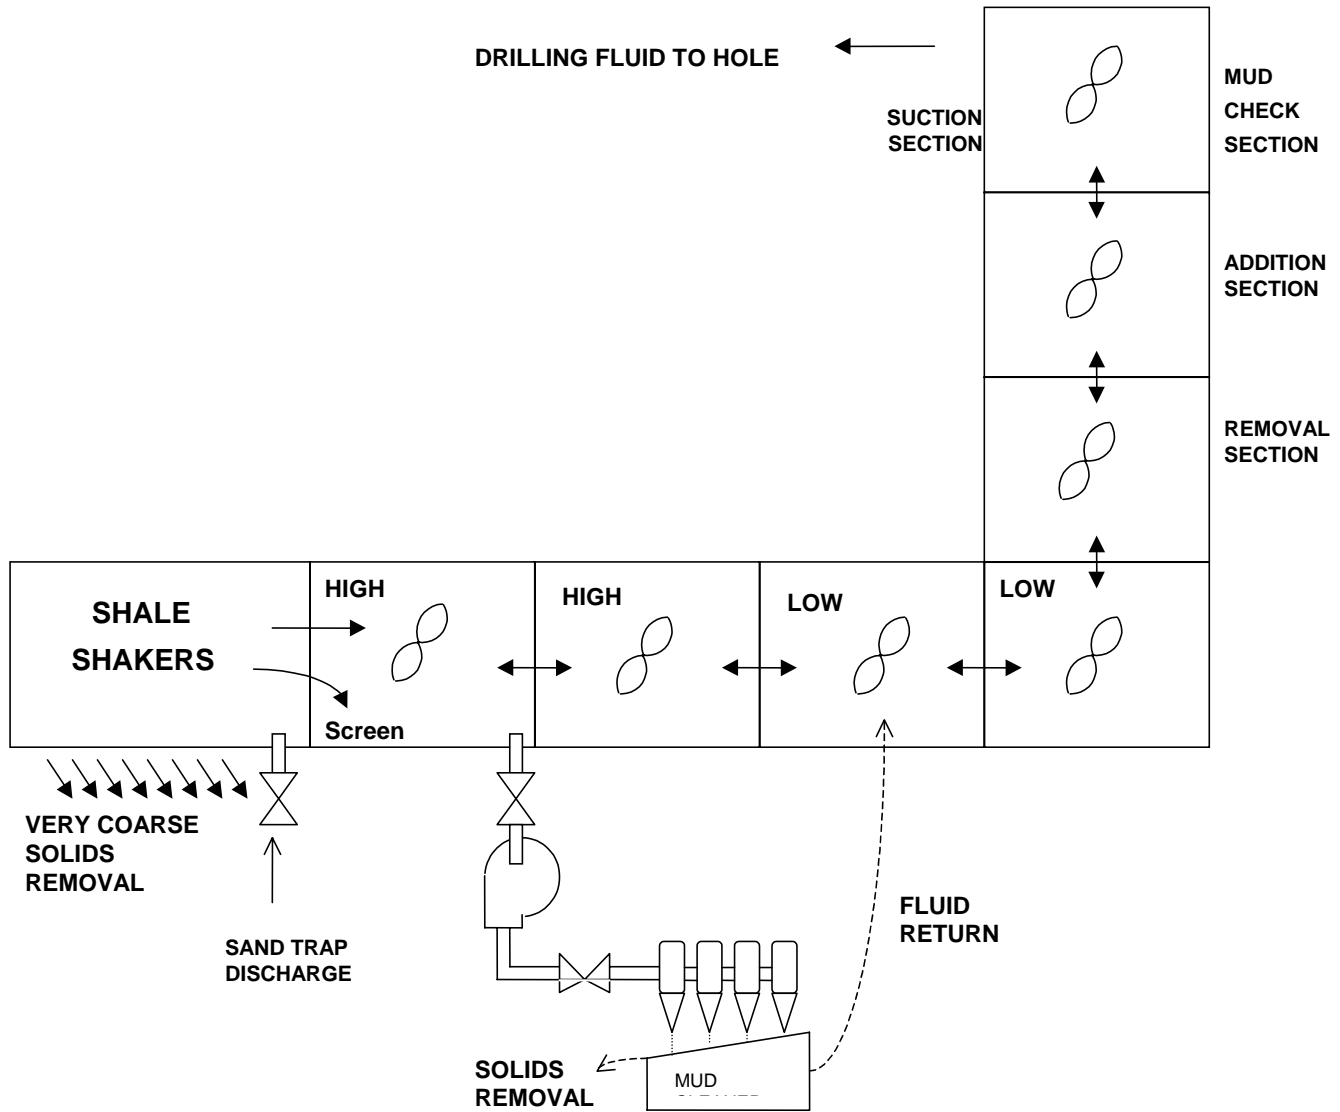 DRILLING FLUID TO HOLE
SUCTION
SECTION
MUD
CHECK
SECTION
ADDITION
SECTION
REMOVAL
SECTION
SHALE
SHAKERS
HIGH
Screen
HIGH
LOW
LOW
VERY COARSE
SOLIDS
REMOVAL
SAND TRAP
DISCHARGE
FLUID
RETURN
SOLIDS
REMOVAL
MUD